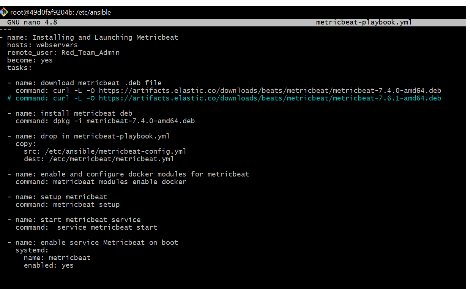 root@49d0fa9204b: /etc/ansible
GNU nano 4.8 metricbeat-playbook.yml
---
- name: Installing and Launching Metricbeat
hosts: webservers
remote_user: Red_Team_Admin
become: yes
tasks:
- name: download metricbeat .deb file
command: curl -L -O https://artifacts.elastic.co/downloads/beats/metricbeat/metricbeat-7.4.0-amd64.deb
# command: curl -L -O https://artifacts.elastic.co/downloads/beats/metricbeat/metricbeat-7.6.1-amd64.deb
- name: install metricbeat deb
command: dpkg -i metricbeat-7.4.0-amd64.deb
- name: drop in metricbeat-playbook.yml
copy:
src: /etc/ansible/metricbeat-config.yml
dest: /etc/metricbeat/metricbeat.yml
- name: enable and configure docker modules for metricbeat
command: metricbeat modules enable docker
- name: setup metricbeat
command: metricbeat setup
- name: start metricbeat service
command: service metricbeat start
- name: enable service Metricbeat on boot
systemd:
name: metricbeat
enabled: yes